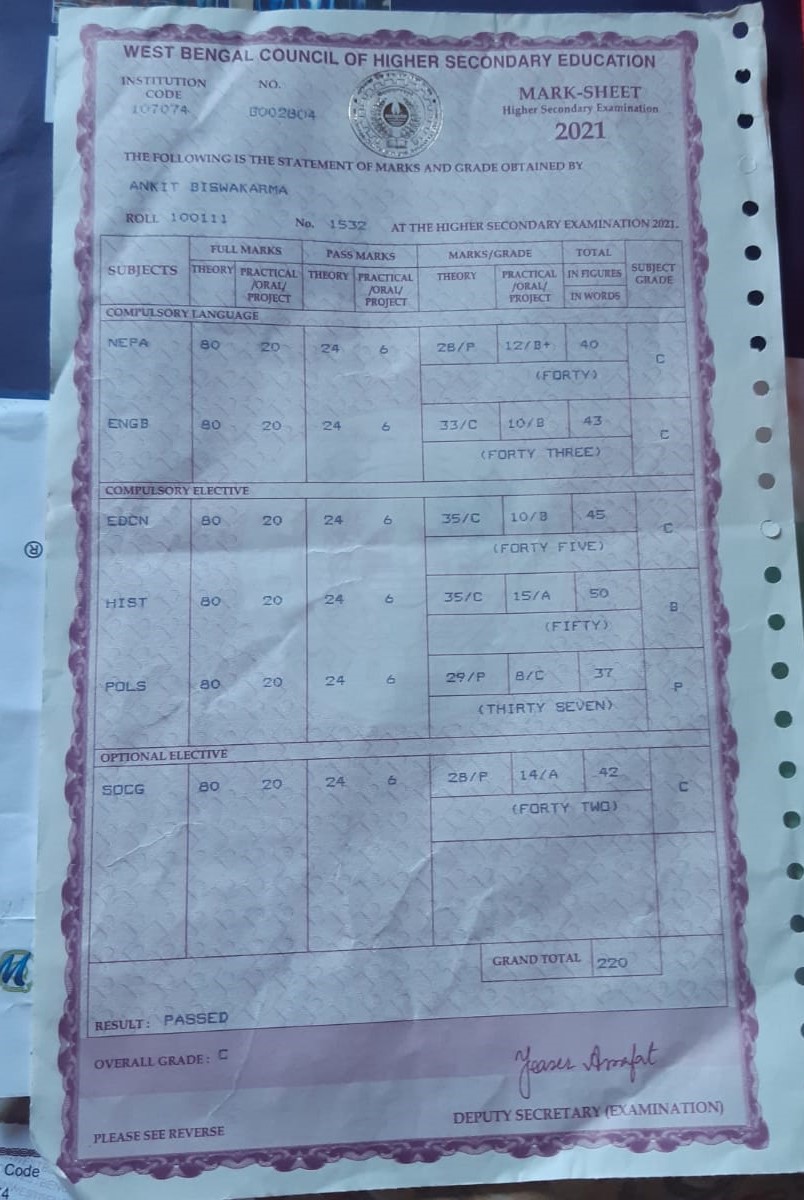 WEST BENGAL COUNCIL OF HIGHER SECONDARY EDUCATION
INSTITUTION CODE NO.
107074 8002804
MARK-SHEET
Higher Secondary Examination
2021
THE FOLLOWING IS THE STATEMENT OF MARKS AND GRADE OBTAINED BY
ANKIT BISWAKARMA
ROLL 100111 No. 1532 AT THE HIGHER SECONDARY EXAMINATION 2021.
SUBJECTS FULL MARKS PASS MARKS MARKS/GRADE TOTAL SUBJECT GRADE
THEORY PRACTICAL /ORAL/ PROJECT THEORY PRACTICAL /ORAL/ PROJECT THEORY PRACTICAL /ORAL/ PROJECT IN FIGURES
IN WORDS
COMPULSORY LANGUAGE
NEPA 80 20 24 6 28/P 12/B+ 40 C
(FORTY)
ENGB 80 20 24 6 33/C 10/B 43 C
(FORTY THREE)
COMPULSORY ELECTIVE
EDCN 80 20 24 6 35/C 10/B 45 C
(FORTY FIVE)
HIST 80 20 24 6 35/C 15/A 50 B
(FIFTY)
POLS 80 20 24 6 29/P 8/C 37 P
(THIRTY SEVEN)
OPTIONAL ELECTIVE
SOCG 80 20 24 6 28/P 14/A 42 C
(FORTY TWO)
GRAND TOTAL 220
RESULT: PASSED
OVERALL GRADE: C
Yeaser Arrafat
DEPUTY SECRETARY (EXAMINATION)
PLEASE SEE REVERSE
®
M
Code